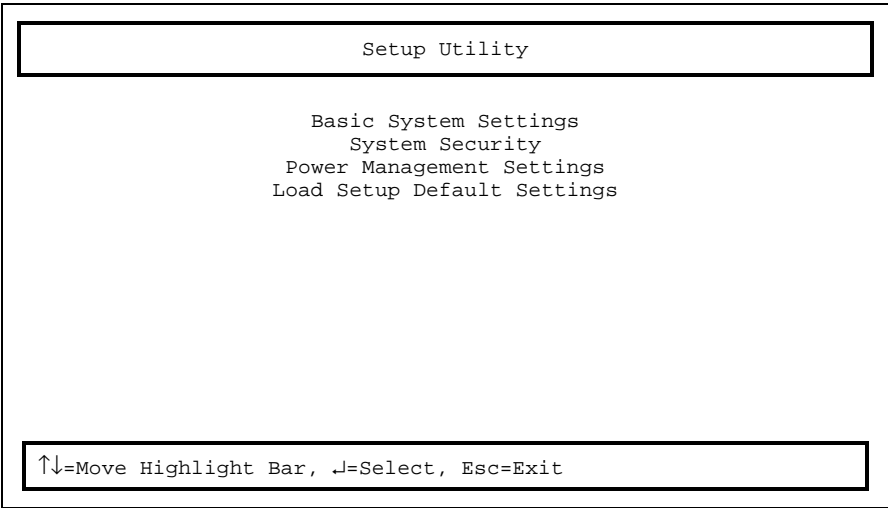 Setup Utility
Basic System Settings
System Security
Power Management Settings
Load Setup Default Settings
↑↓=Move Highlight Bar, ↵=Select, Esc=Exit